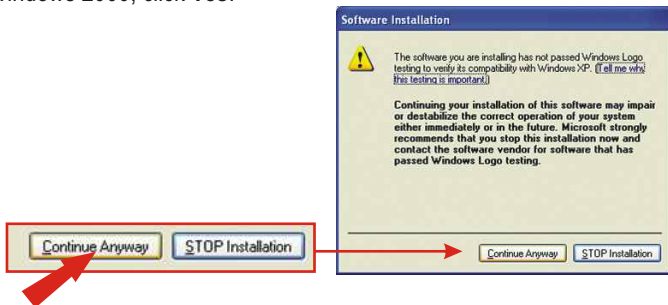 Software Installation
The software you are installing has not passed Windows Logo
testing to verify its compatibility with Windows XP. (Tell me why
this testing is important.)
Continuing your installation of this software may impair
or destabilize the correct operation of your system
either immediately or in the future. Microsoft strongly
recommends that you stop this installation now and
contact the software vendor for software that has
passed Windows Logo testing.
Continue Anyway STOP Installation
Continue Anyway STOP Installation